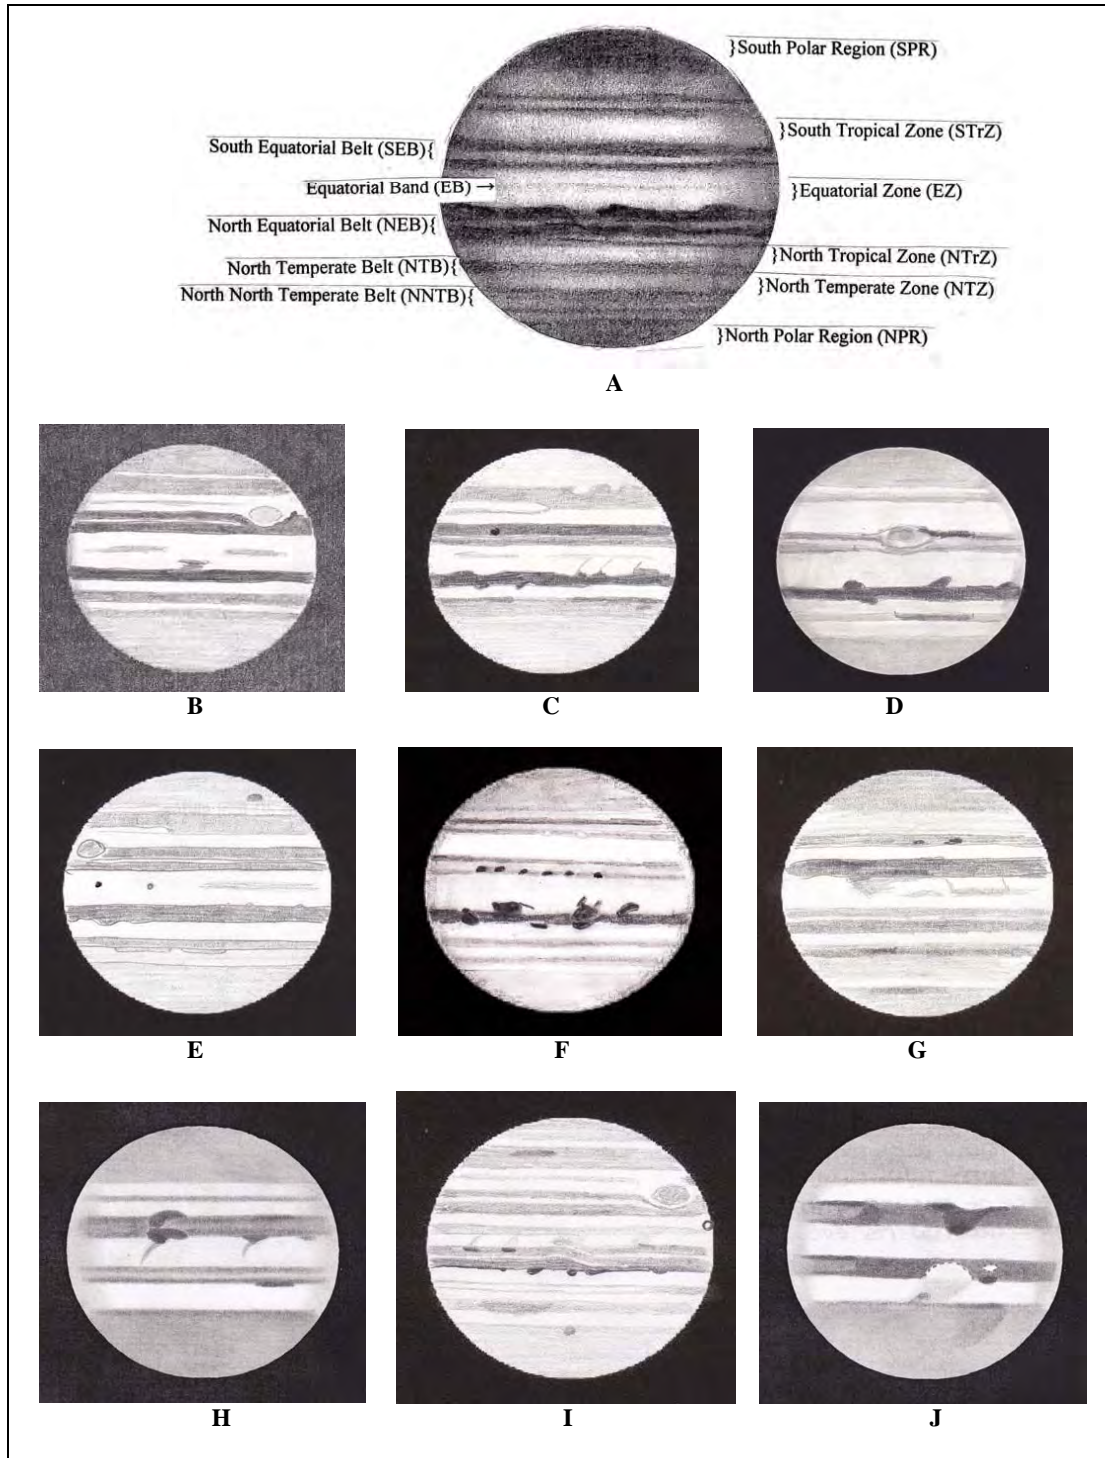 }South Polar Region (SPR)
}South Tropical Zone (STrZ)
South Equatorial Belt (SEB){
Equatorial Band (EB) →
}Equatorial Zone (EZ)
North Equatorial Belt (NEB){
}North Tropical Zone (NTrZ)
North Temperate Belt (NTB){
}North Temperate Zone (NTZ)
North North Temperate Belt (NNTB){
}North Polar Region (NPR)
A
B C D
E F G
H I J